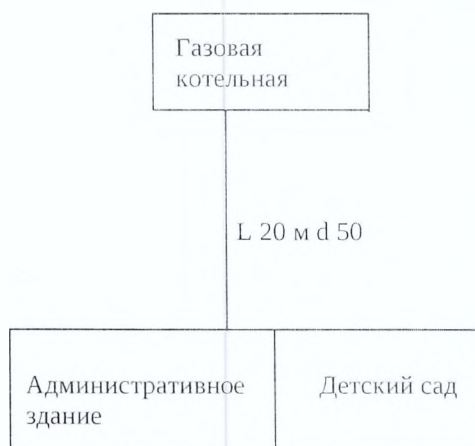 Газовая
котельная
L 20 м d 50
Административное
здание
Детский сад